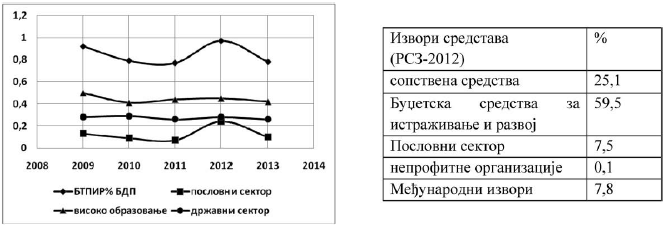 1,2
1
0,8
0,6
0,4
0,2
0
2008 2009 2010 2011 2012 2013 2014
БТПИР% БДП пословни сектор
високо образовање државни сектор
Извори средстава %
(РСЗ-2012)
сопствена средства 25,1
Буџетска средства за 59,5
истраживање и развој
Пословни сектор 7,5
непрофитне организације 0,1
Међународни извори 7,8